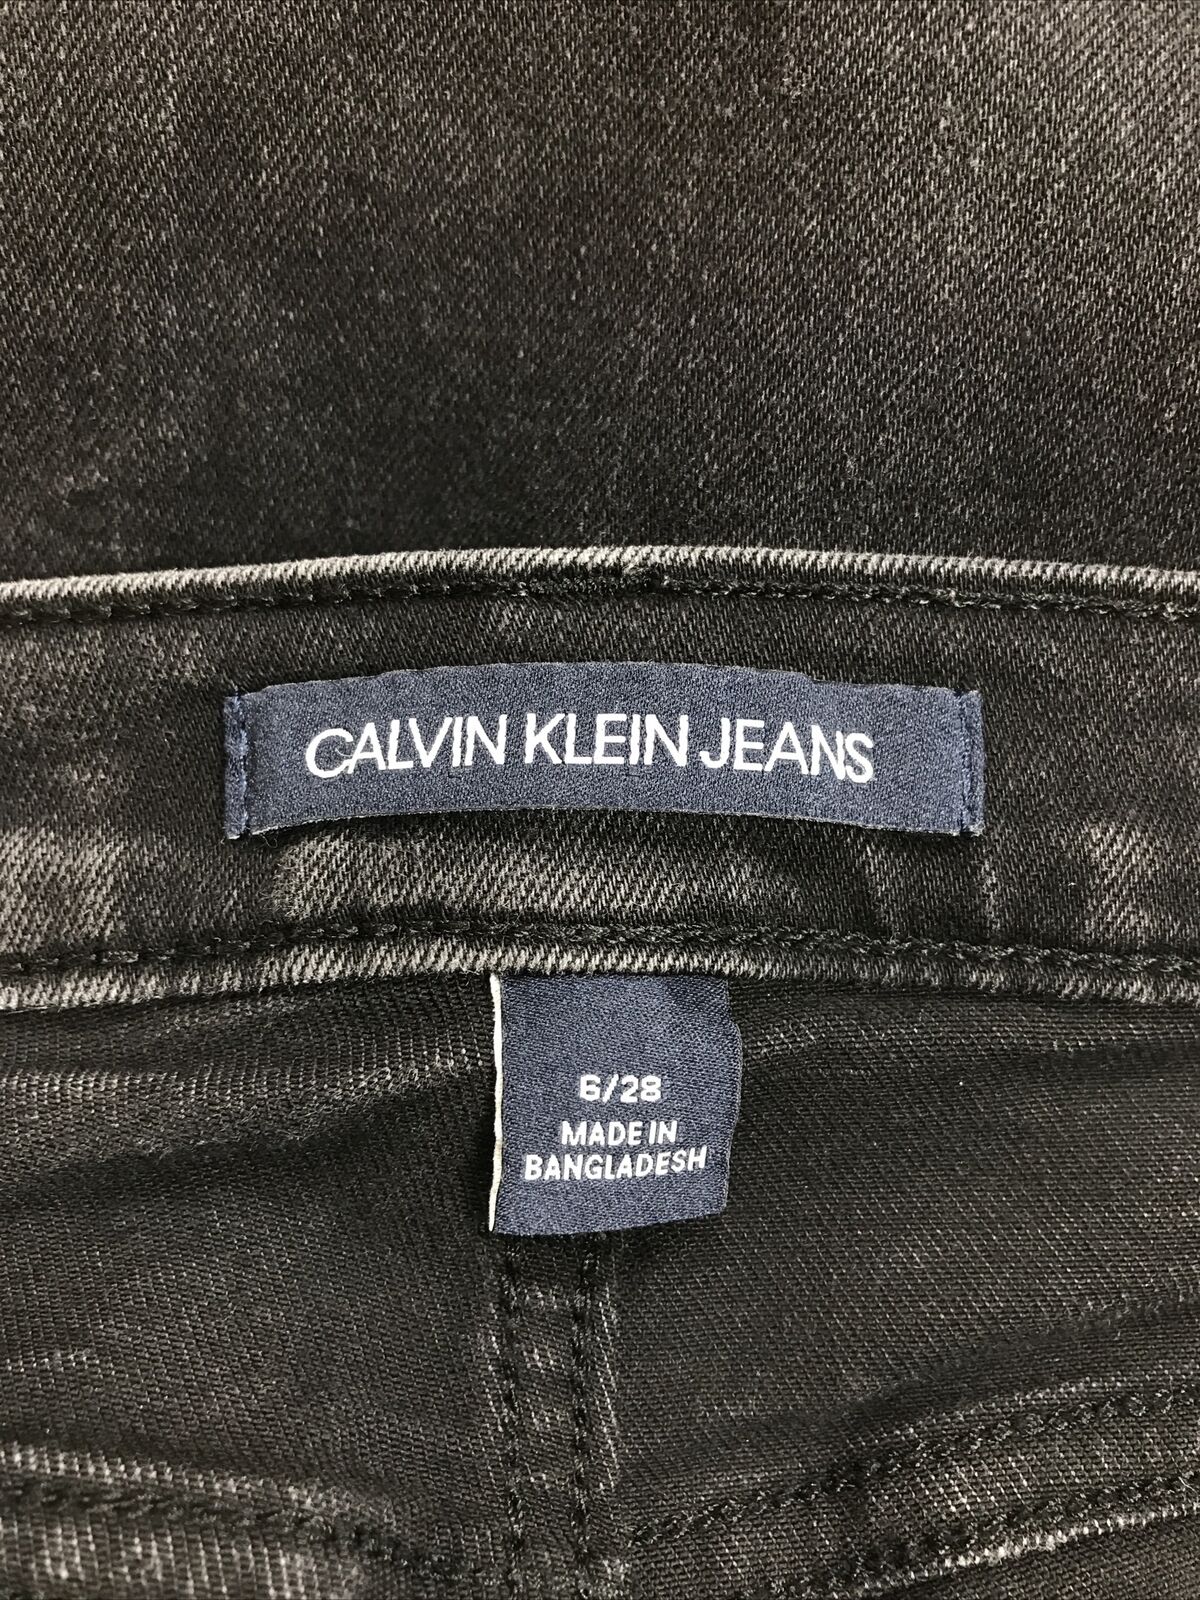 CALVIN KLEIN JEANS
6/28
MADE IN
BANGLADESH